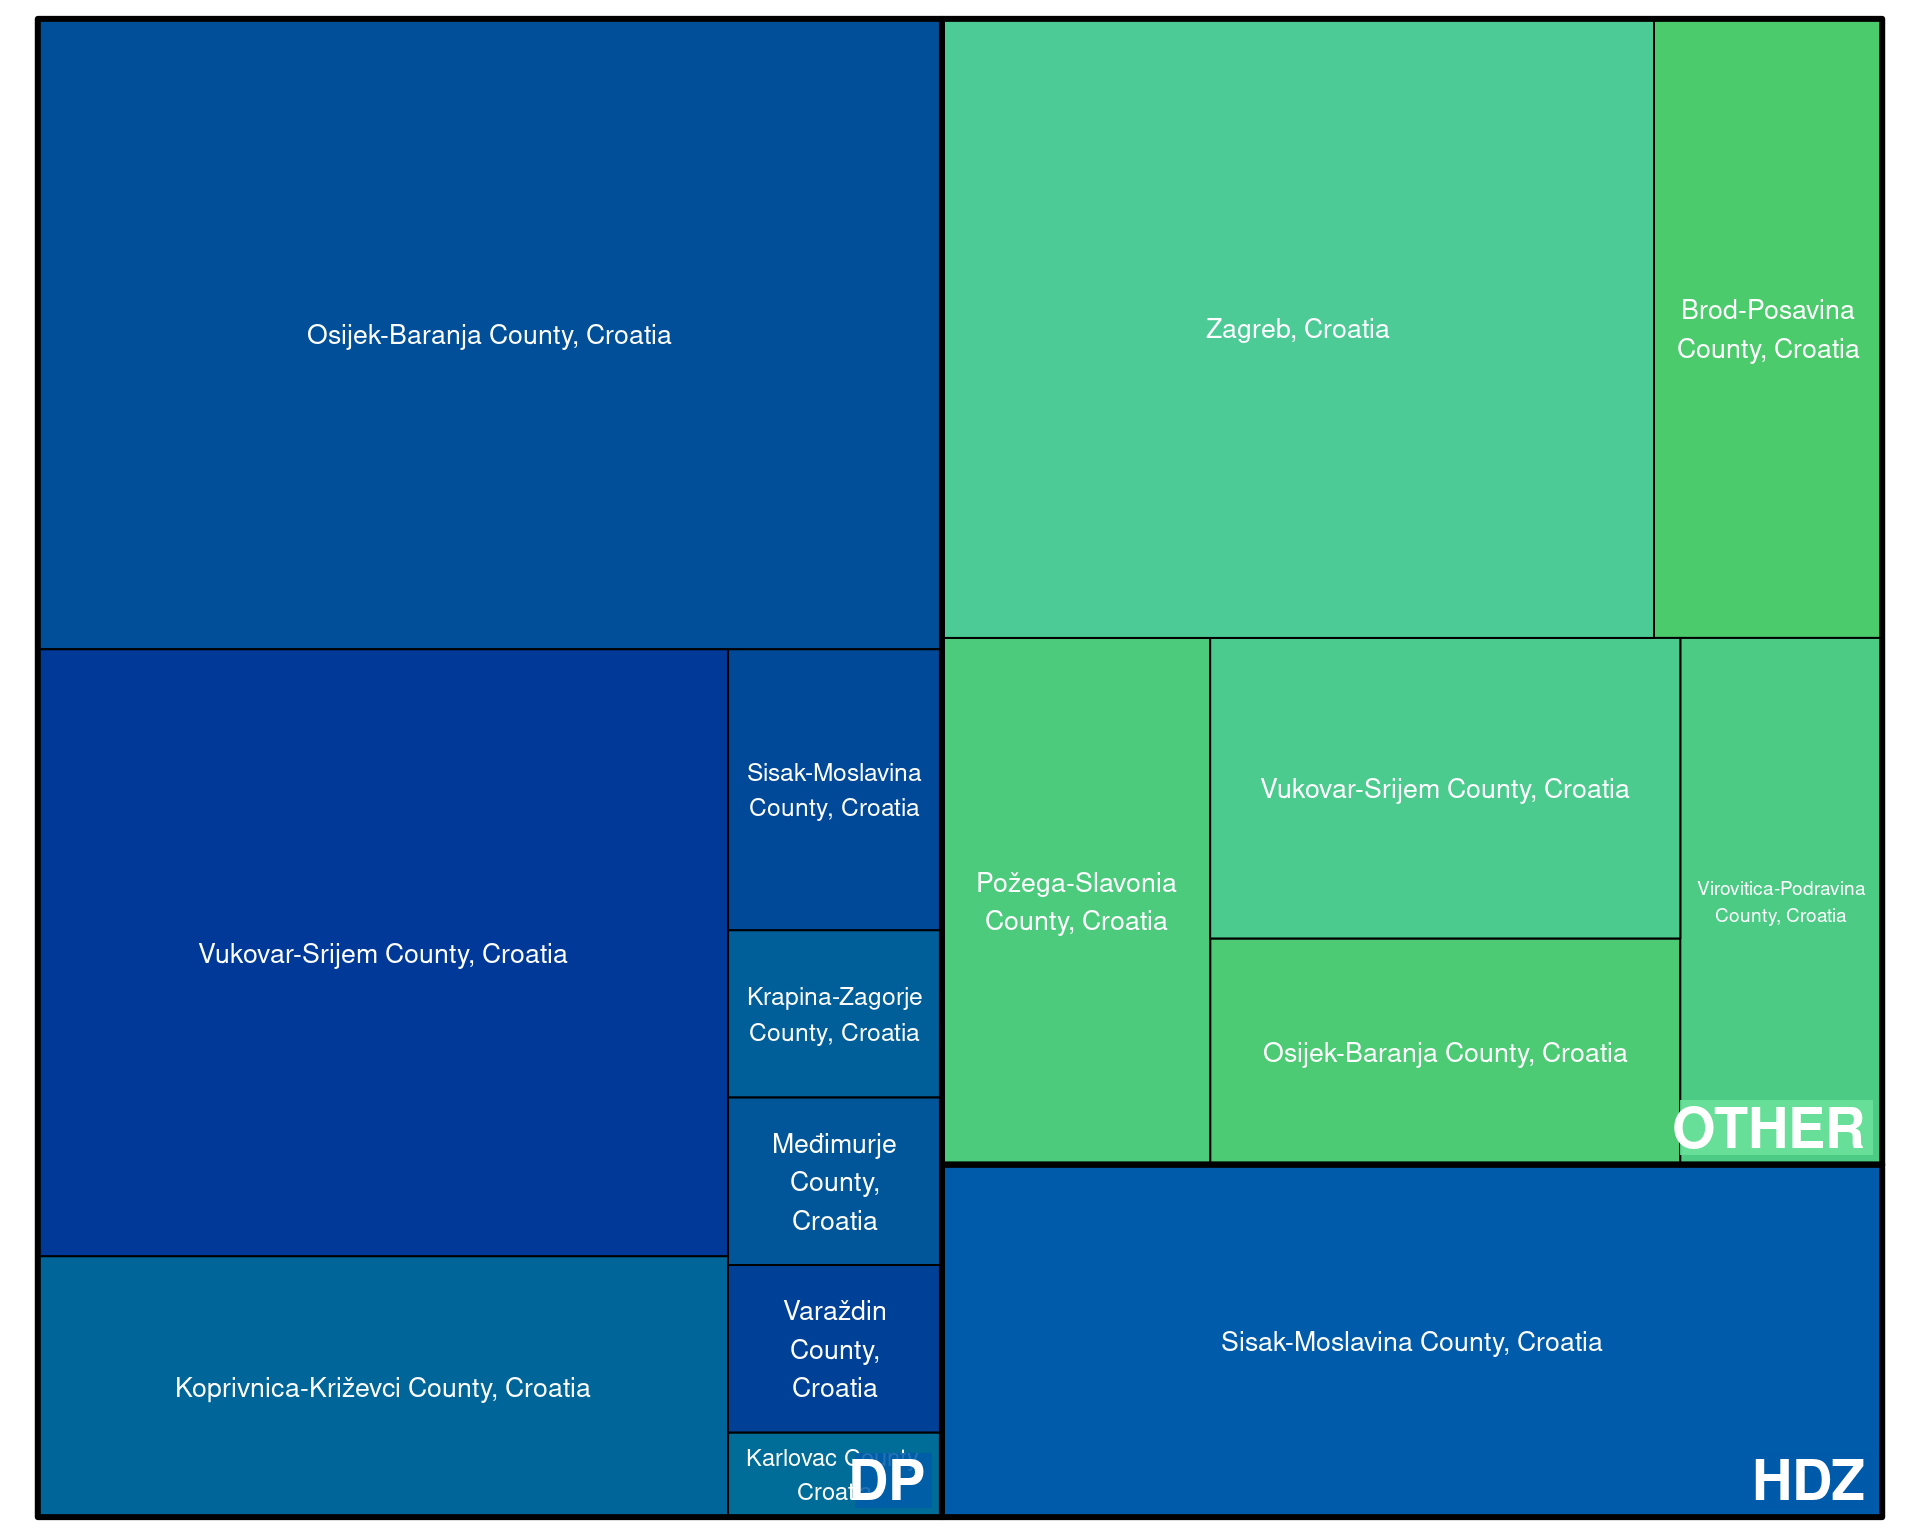 Osijek-Baranja County, Croatia
Vukovar-Srijem County, Croatia
Sisak-Moslavina
County, Croatia
Krapina-Zagorje
County, Croatia
Međimurje
County,
Croatia
Varaždin
County,
Croatia
Koprivnica-Križevci County, Croatia
Karlovac County,
Croatia
DP
Zagreb, Croatia
Brod-Posavina
County, Croatia
Požega-Slavonia
County, Croatia
Vukovar-Srijem County, Croatia
Osijek-Baranja County, Croatia
Virovitica-Podravina
County, Croatia
OTHER
Sisak-Moslavina County, Croatia
HDZ